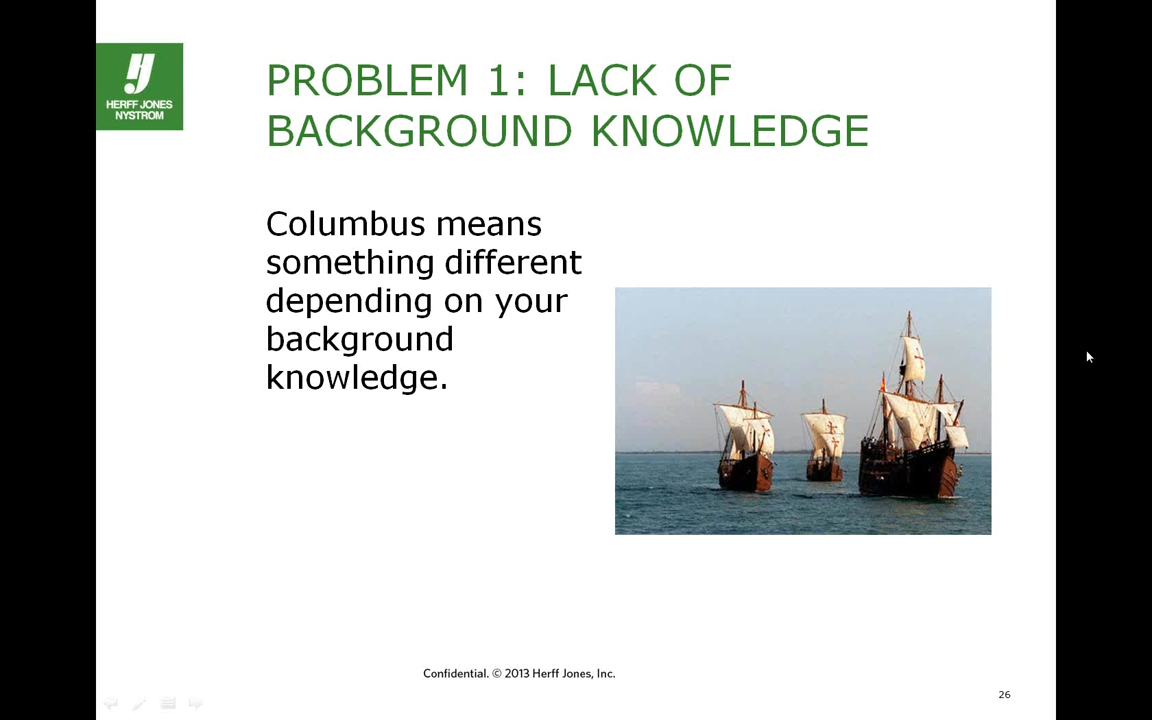 HERFF JONES
NYSTROM
PROBLEM 1: LACK OF
BACKGROUND KNOWLEDGE
Columbus means
something different
depending on your
background
knowledge.
Confidential. © 2013 Herff Jones, Inc.
26